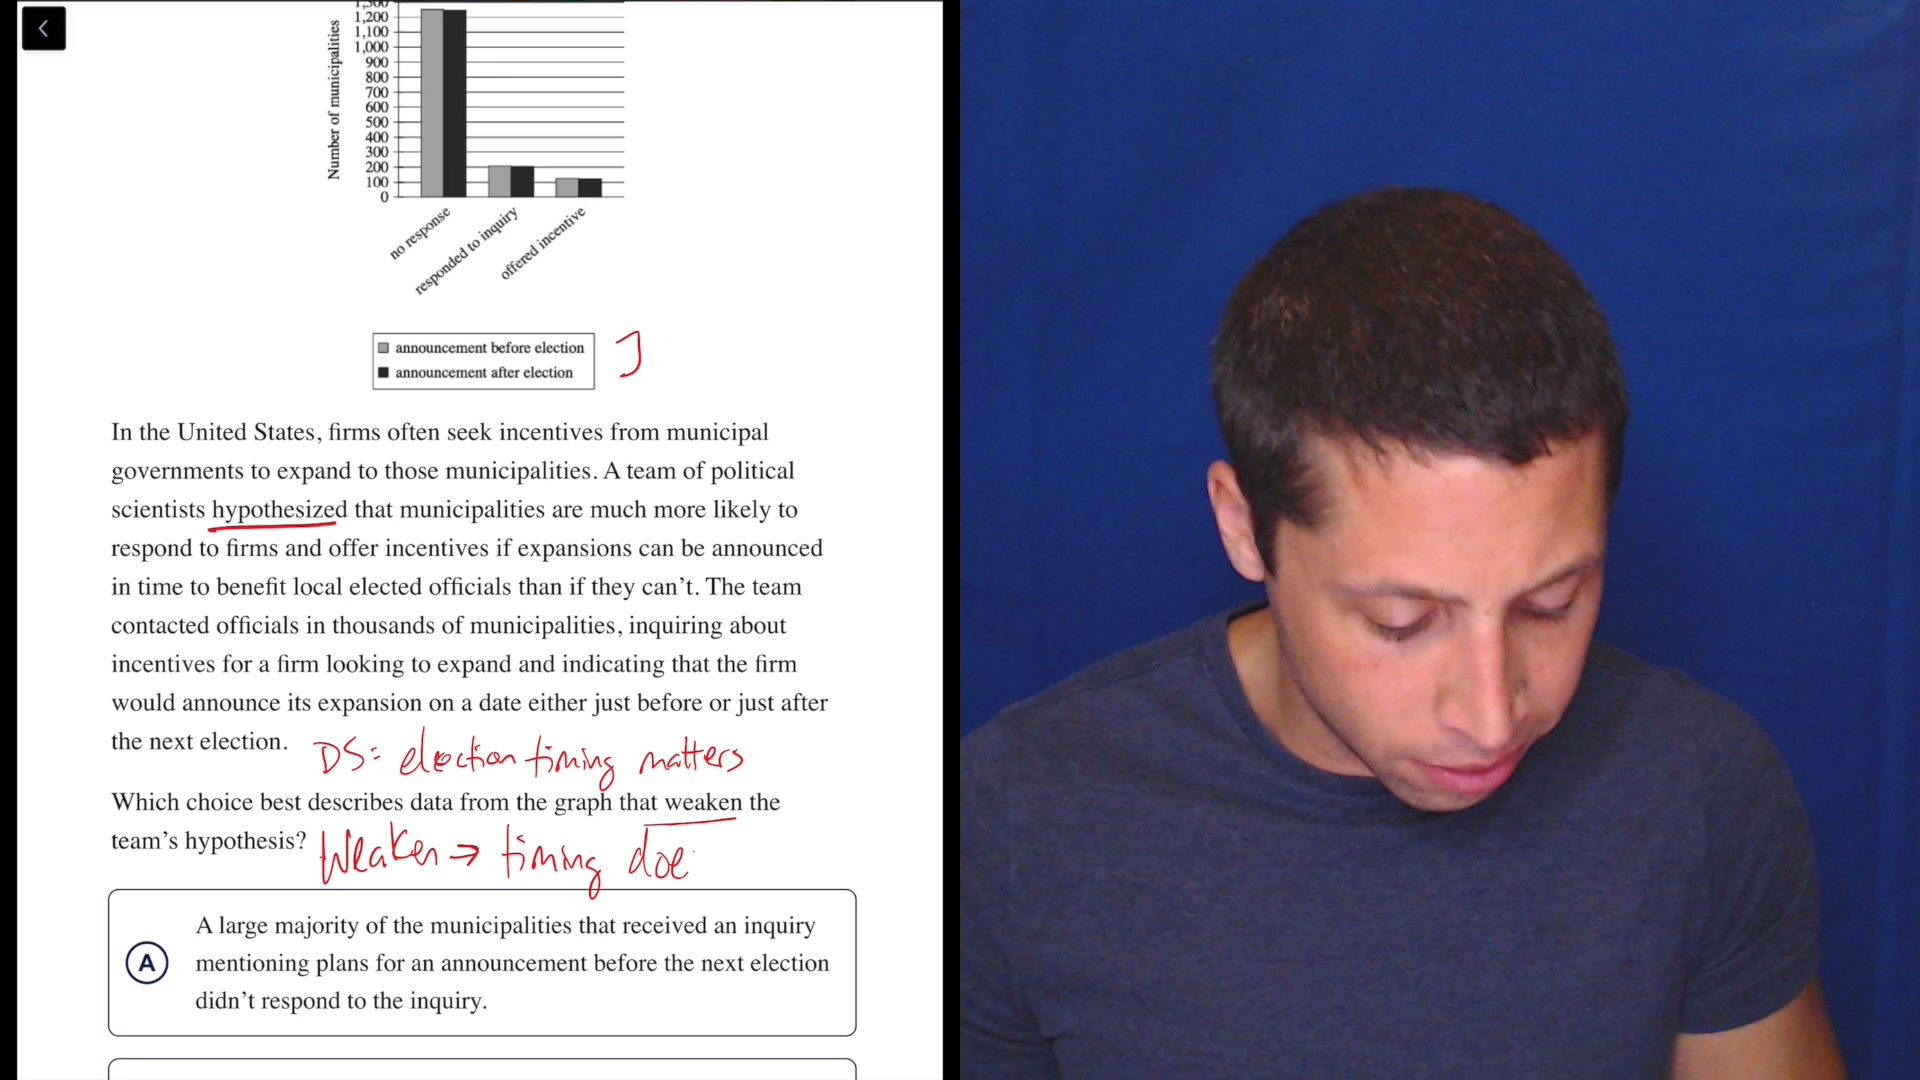 1,300
1,200
1,100
1,000
900
800
700
600
500
400
300
200
100
0
Number of municipalities
no response
responded to inquiry
offered incentive
announcement before election
announcement after election
In the United States, firms often seek incentives from municipal
governments to expand to those municipalities. A team of political
scientists hypothesized that municipalities are much more likely to
respond to firms and offer incentives if expansions can be announced
in time to benefit local elected officials than if they can’t. The team
contacted officials in thousands of municipalities, inquiring about
incentives for a firm looking to expand and indicating that the firm
would announce its expansion on a date either just before or just after
the next election.
DS: election timing matters
Which choice best describes data from the graph that weaken the
team’s hypothesis?
Weaken → timing doe
A
A large majority of the municipalities that received an inquiry
mentioning plans for an announcement before the next election
didn’t respond to the inquiry.